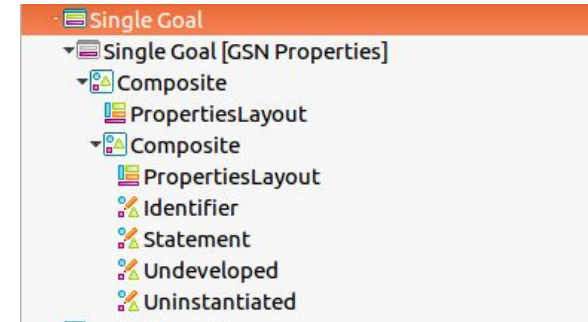 Single Goal
Single Goal [GSN Properties]
Composite
PropertiesLayout
Composite
PropertiesLayout
Identifier
Statement
Undeveloped
Uninstantiated